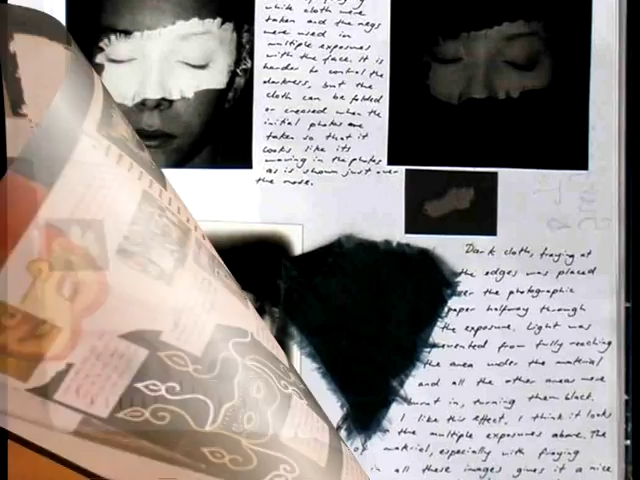 white cloth were
taken and the negs
were used in
multiple exposures
with the face. It is
harder to control the
darkness, but the
cloth can be folded
or creased when the
initial photos are
taken so that it
looks like its
moving in the photos
as is shown just over
the nose.
Dark cloth, fraying at
the edges was placed
over the photographic
paper halfway through
the exposure. Light was
prevented from fully reaching
the area under the material
and all the other areas were
burnt in, turning them black.
I like this effect, I think it looks
the multiple exposures above. The
of material, especially with fraying
in all these images gives it a nice